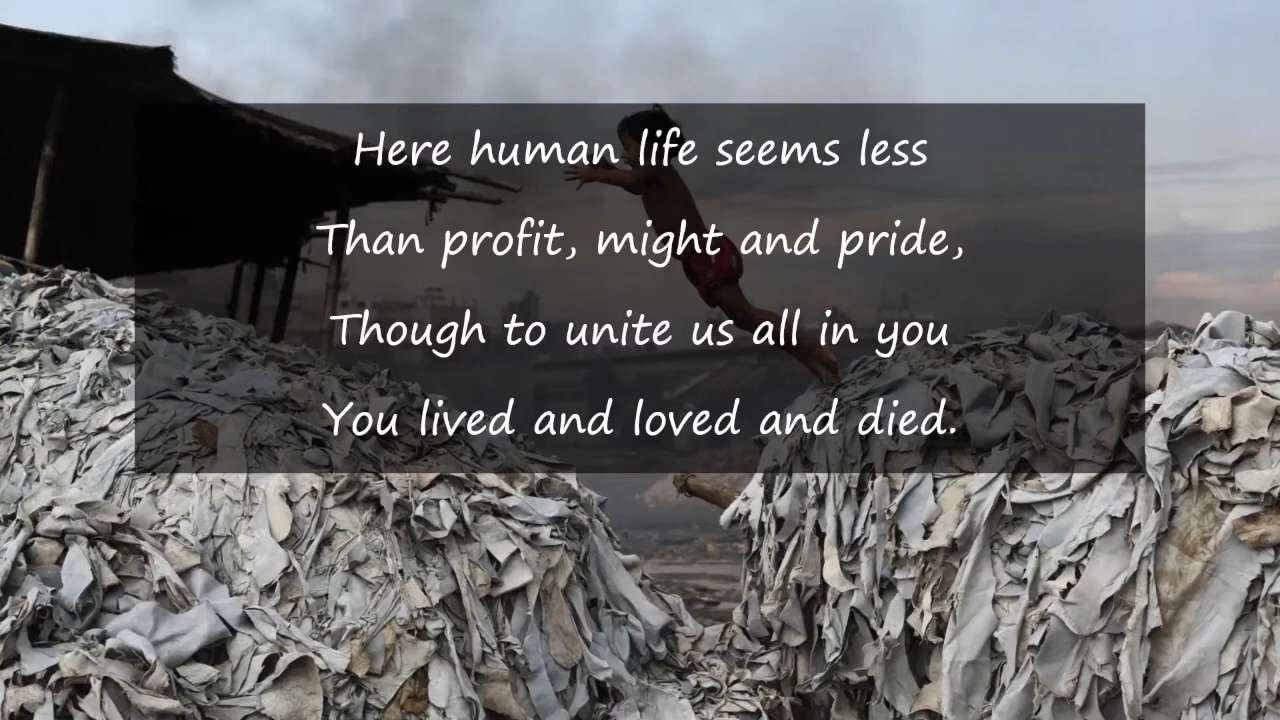 Here human life seems less
Than profit, might and pride,
Though to unite us all in you
You lived and loved and died.